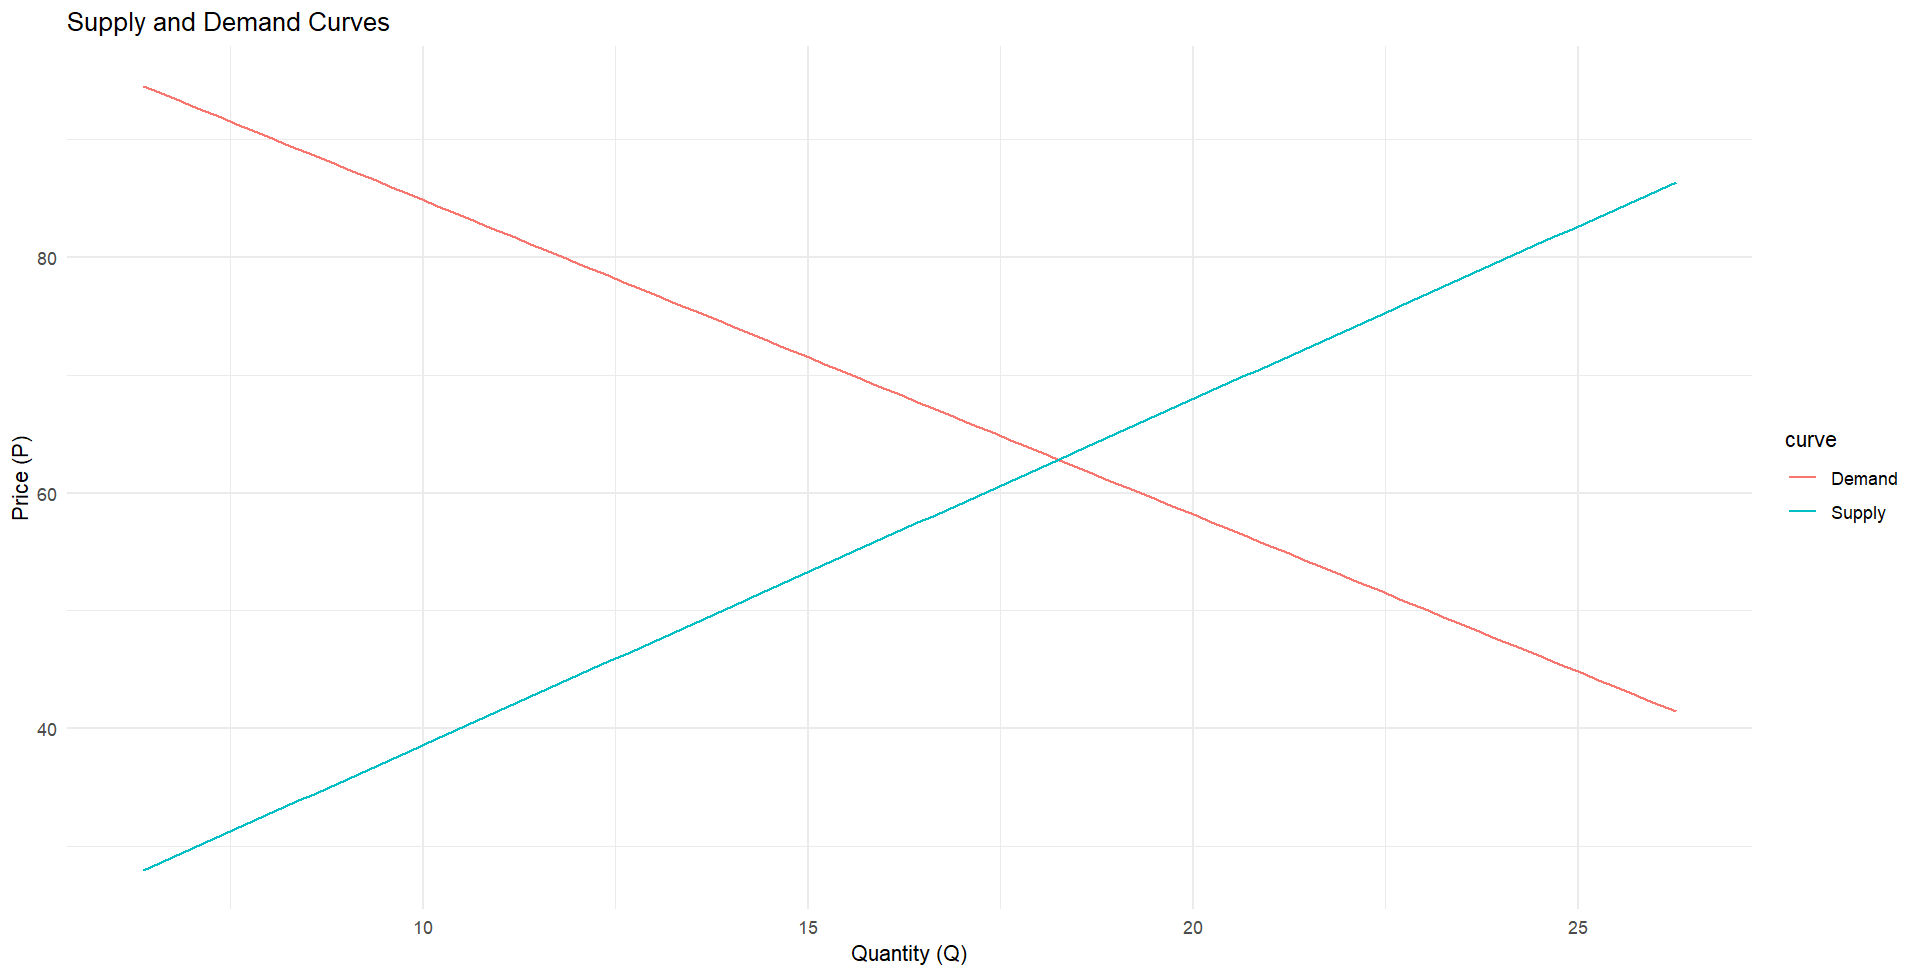 Supply and Demand Curves
Price (P)
80
60
40
10 15 20 25
Quantity (Q)
curve
Demand
Supply